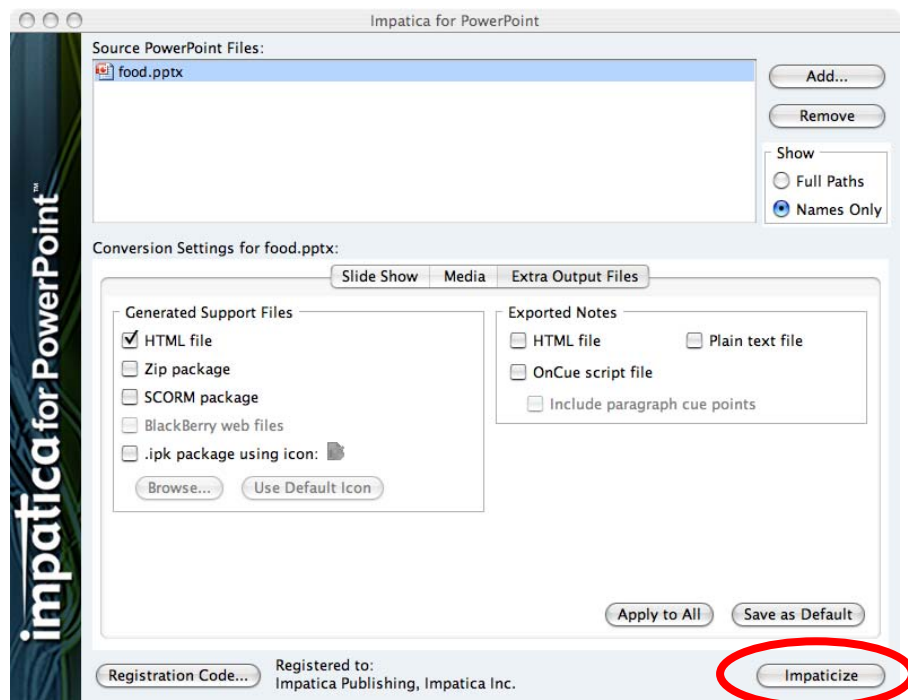 Impatica for PowerPoint
Source PowerPoint Files:
food.pptx
Add...
Remove
Show
Full Paths
Names Only
impatica for PowerPoint™
Conversion Settings for food.pptx:
Slide Show Media Extra Output Files
Generated Support Files
HTML file
Zip package
SCORM package
BlackBerry web files
.ipk package using icon:
Browse... Use Default Icon
Exported Notes
HTML file Plain text file
OnCue script file
Include paragraph cue points
Apply to All Save as Default
Registration Code...
Registered to:
Impatica Publishing, Impatica Inc.
Impaticize